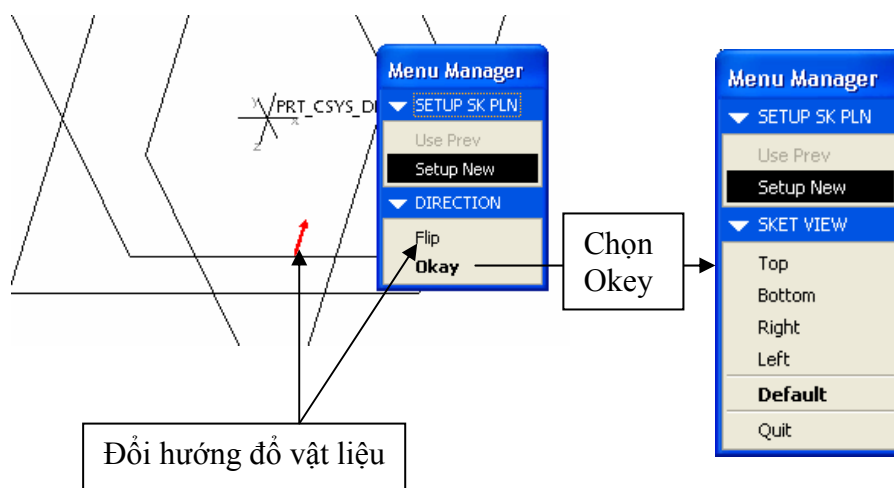 Y
PRT_CSYS_D
X
Z
Menu Manager
SETUP SK PLN
Use Prev
Setup New
DIRECTION
Flip
Okay
Chọn
Okey
Menu Manager
SETUP SK PLN
Use Prev
Setup New
SKET VIEW
Top
Bottom
Right
Left
Default
Quit
Đổi hướng đổ vật liệu